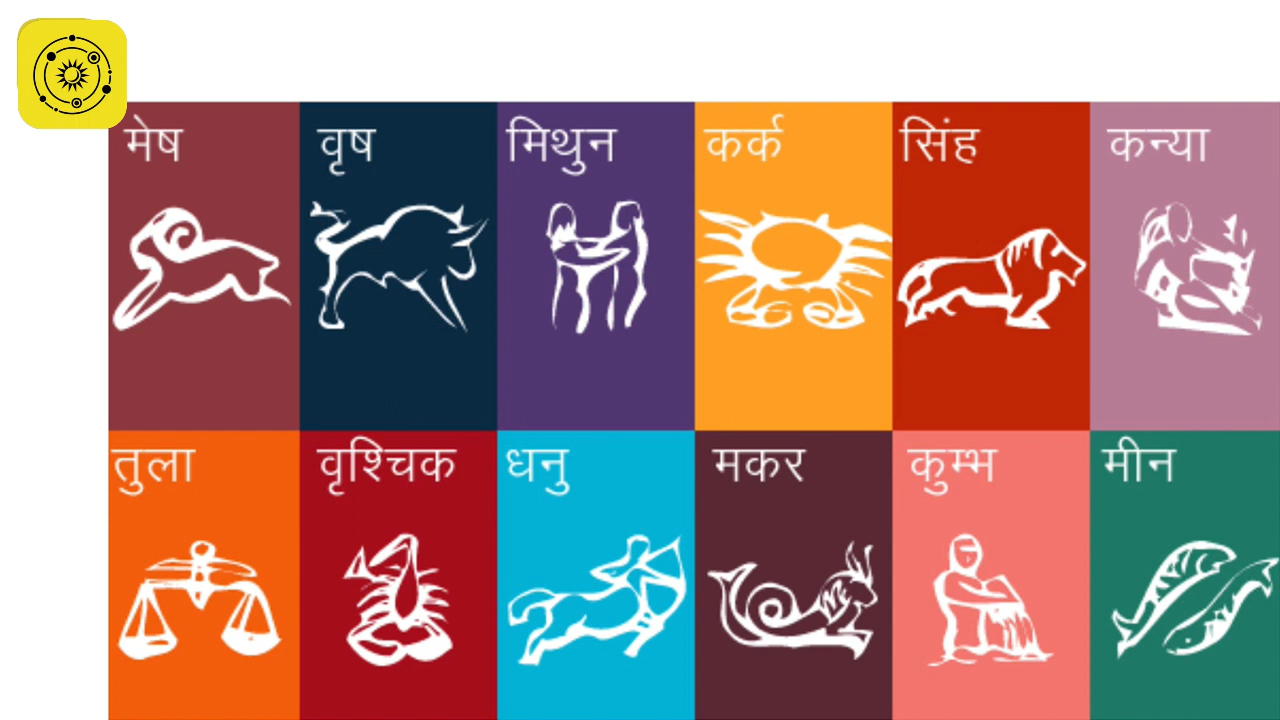 मेष वृष मिथुन कर्क सिंह कन्या
तुला वृश्चिक धनु मकर कुम्भ मीन